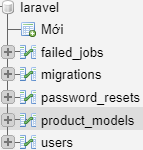 laravel
Mới
failed_jobs
migrations
password_resets
product_models
users